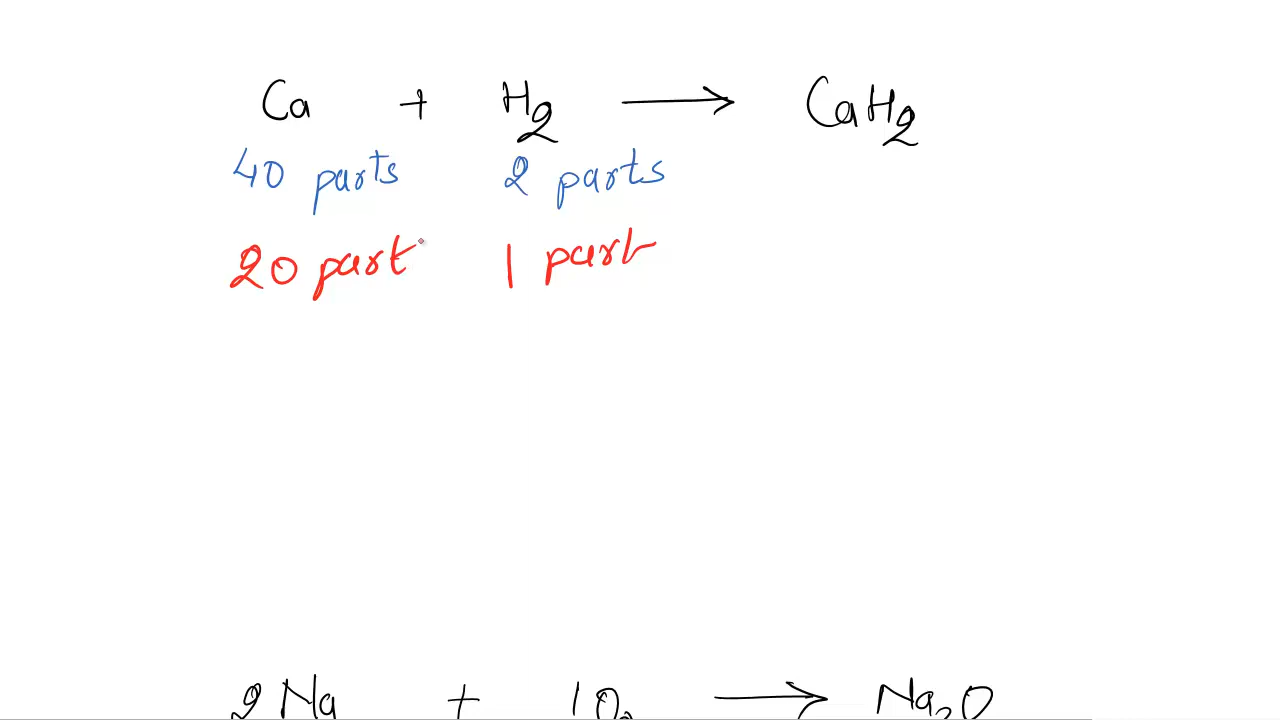 Ca + H2 → CaH2
40 parts 2 parts
20 part 1 part
2 Na + 1 O2 → Na2O